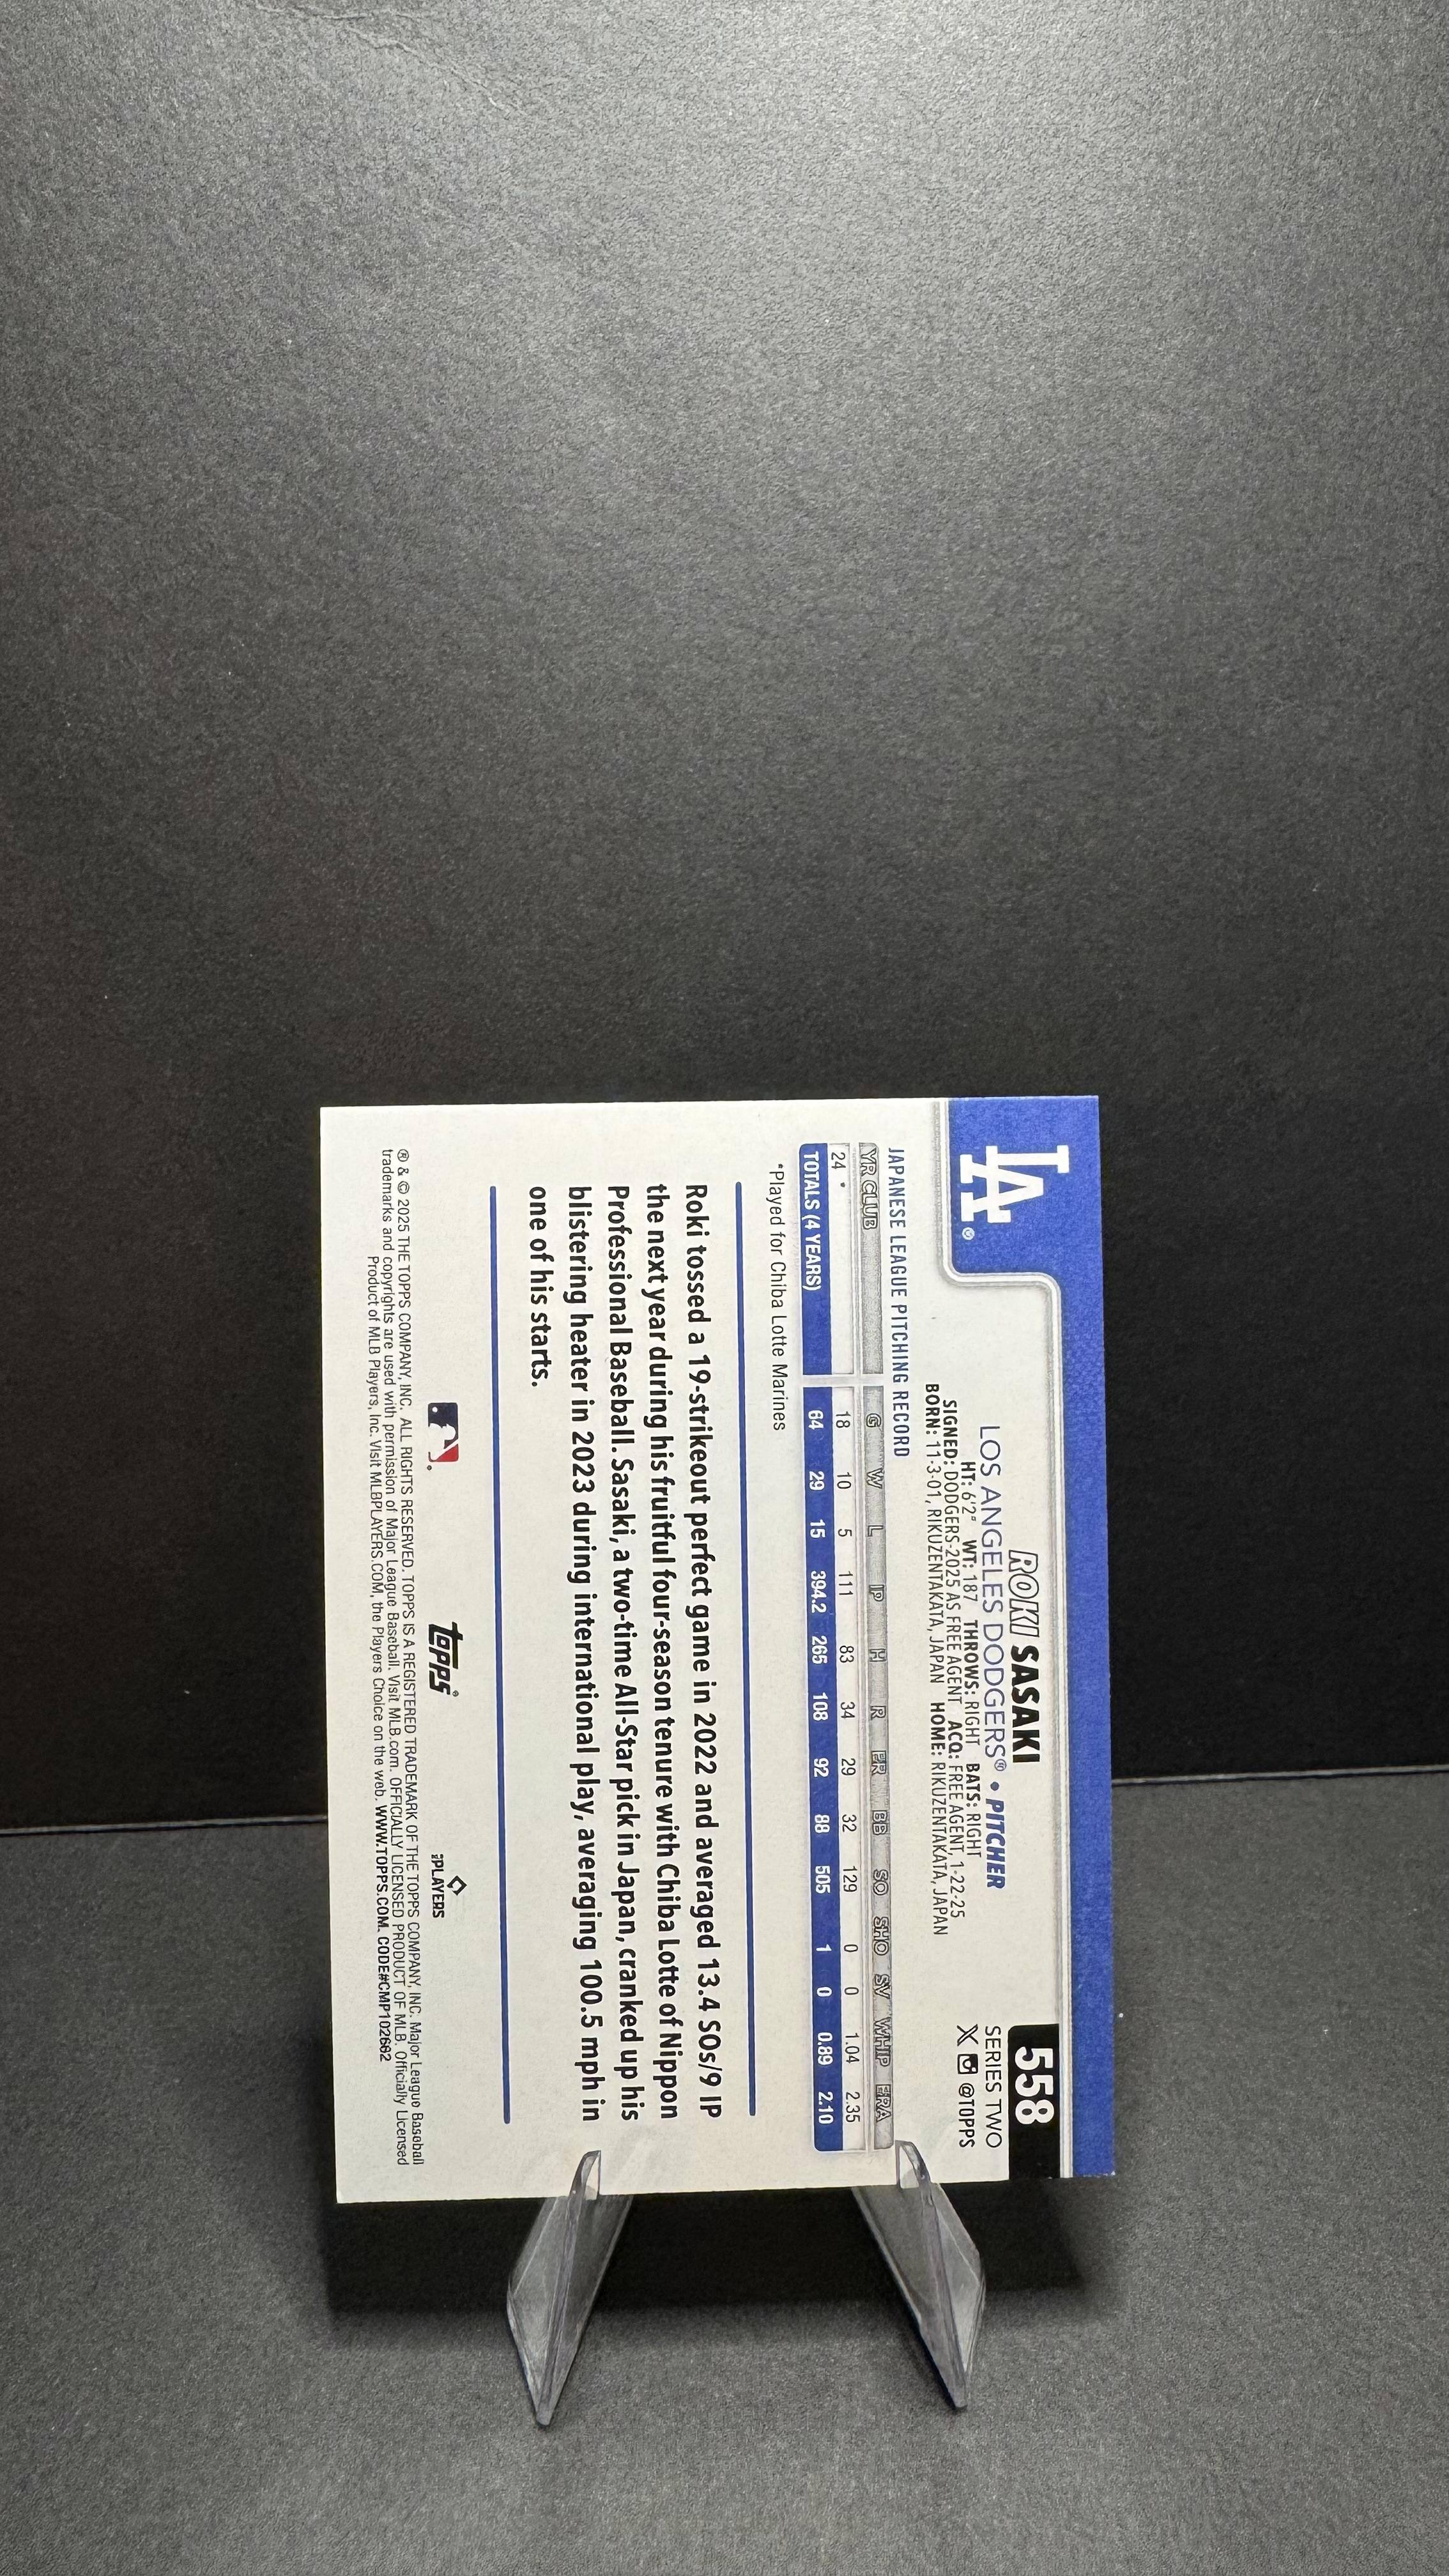 LA®
558
ROKI SASAKI
LOS ANGELES DODGERS® • PITCHER
SERIES TWO
HT: 6'2" WT: 187 THROWS: RIGHT BATS: RIGHT
X @TOPPS
SIGNED: DODGERS-2025 AS FREE AGENT ACQ: FREE AGENT, 1-22-25
BORN: 11-3-01, RIKUZENTAKATA, JAPAN HOME: RIKUZENTAKATA, JAPAN
JAPANESE LEAGUE PITCHING RECORD
YR CLUB G W L IP H R ER BB SO SHO SV WHIP ERA
24 * 18 10 5 111 83 34 29 32 129 0 0 1.04 2.35
TOTALS (4 YEARS) 64 29 15 394.2 265 108 92 88 505 1 0 0.89 2.10
*Played for Chiba Lotte Marines
Roki tossed a 19-strikeout perfect game in 2022 and averaged 13.4 SOs/9 IP
the next year during his fruitful four-season tenure with Chiba Lotte of Nippon
Professional Baseball. Sasaki, a two-time All-Star pick in Japan, cranked up his
blistering heater in 2023 during international play, averaging 100.5 mph in
one of his starts.
topps®
PLAYERS
® & © 2025 THE TOPPS COMPANY, INC. ALL RIGHTS RESERVED. TOPPS IS A REGISTERED TRADEMARK OF THE TOPPS COMPANY, INC. Major League Baseball
trademarks and copyrights are used with permission of Major League Baseball. Visit MLB.com. OFFICIALLY LICENSED PRODUCT OF MLB. Officially Licensed
Product of MLB Players, Inc. Visit MLBPLAYERS.COM, the Players Choice on the web. WWW.TOPPS.COM. CODE#CMP102662